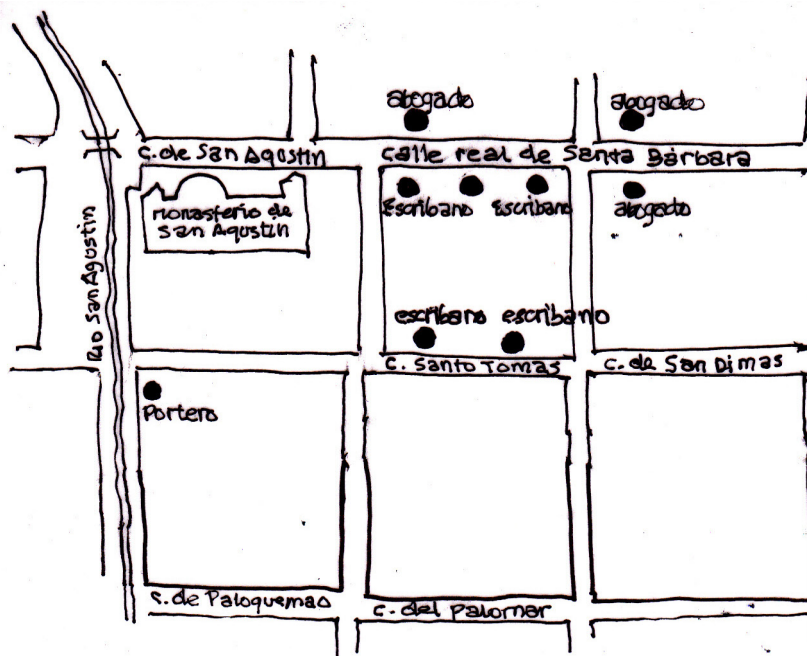 abogado
abogado
c. de San Agustin
calle real de Santa Bárbara
monasterio de
san Agustin
Escribano
Escribano
abogado
Rio San Agustin
escribano
escribano
c. Santo Tomas
c. de San Dimas
Portero
c. de Paloquemao
c. del Palomar